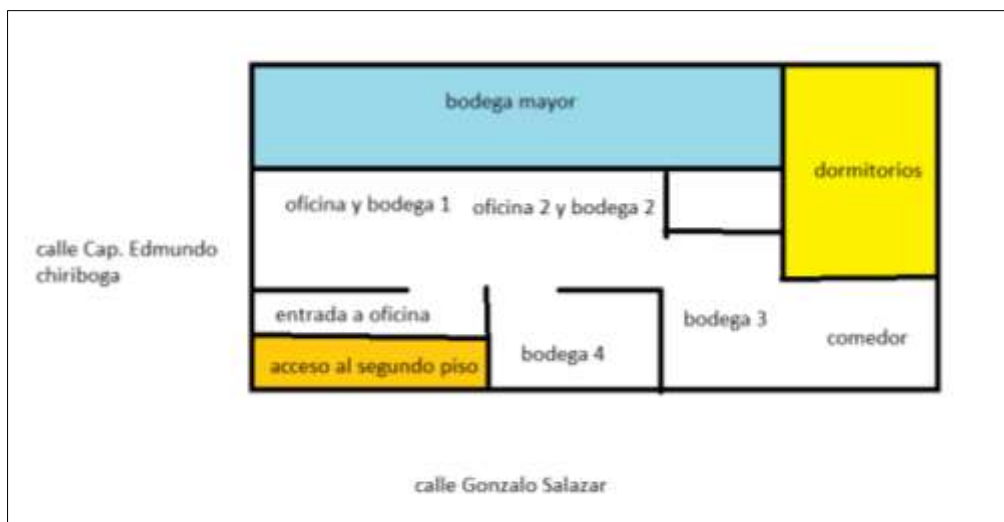 bodega mayor
dormitorios
oficina y bodega 1
oficina 2 y bodega 2
calle Cap. Edmundo
chiriboga
entrada a oficina
bodega 3
comedor
bodega 4
acceso al segundo piso
calle Gonzalo Salazar